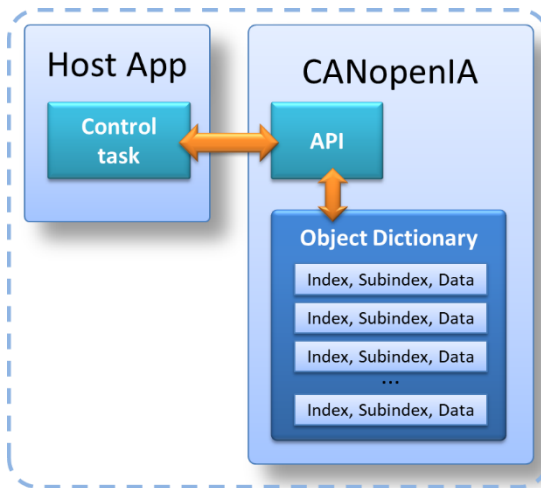 Host App
Control
task
CANopenIA
API
Object Dictionary
Index, Subindex, Data
Index, Subindex, Data
Index, Subindex, Data
...
Index, Subindex, Data